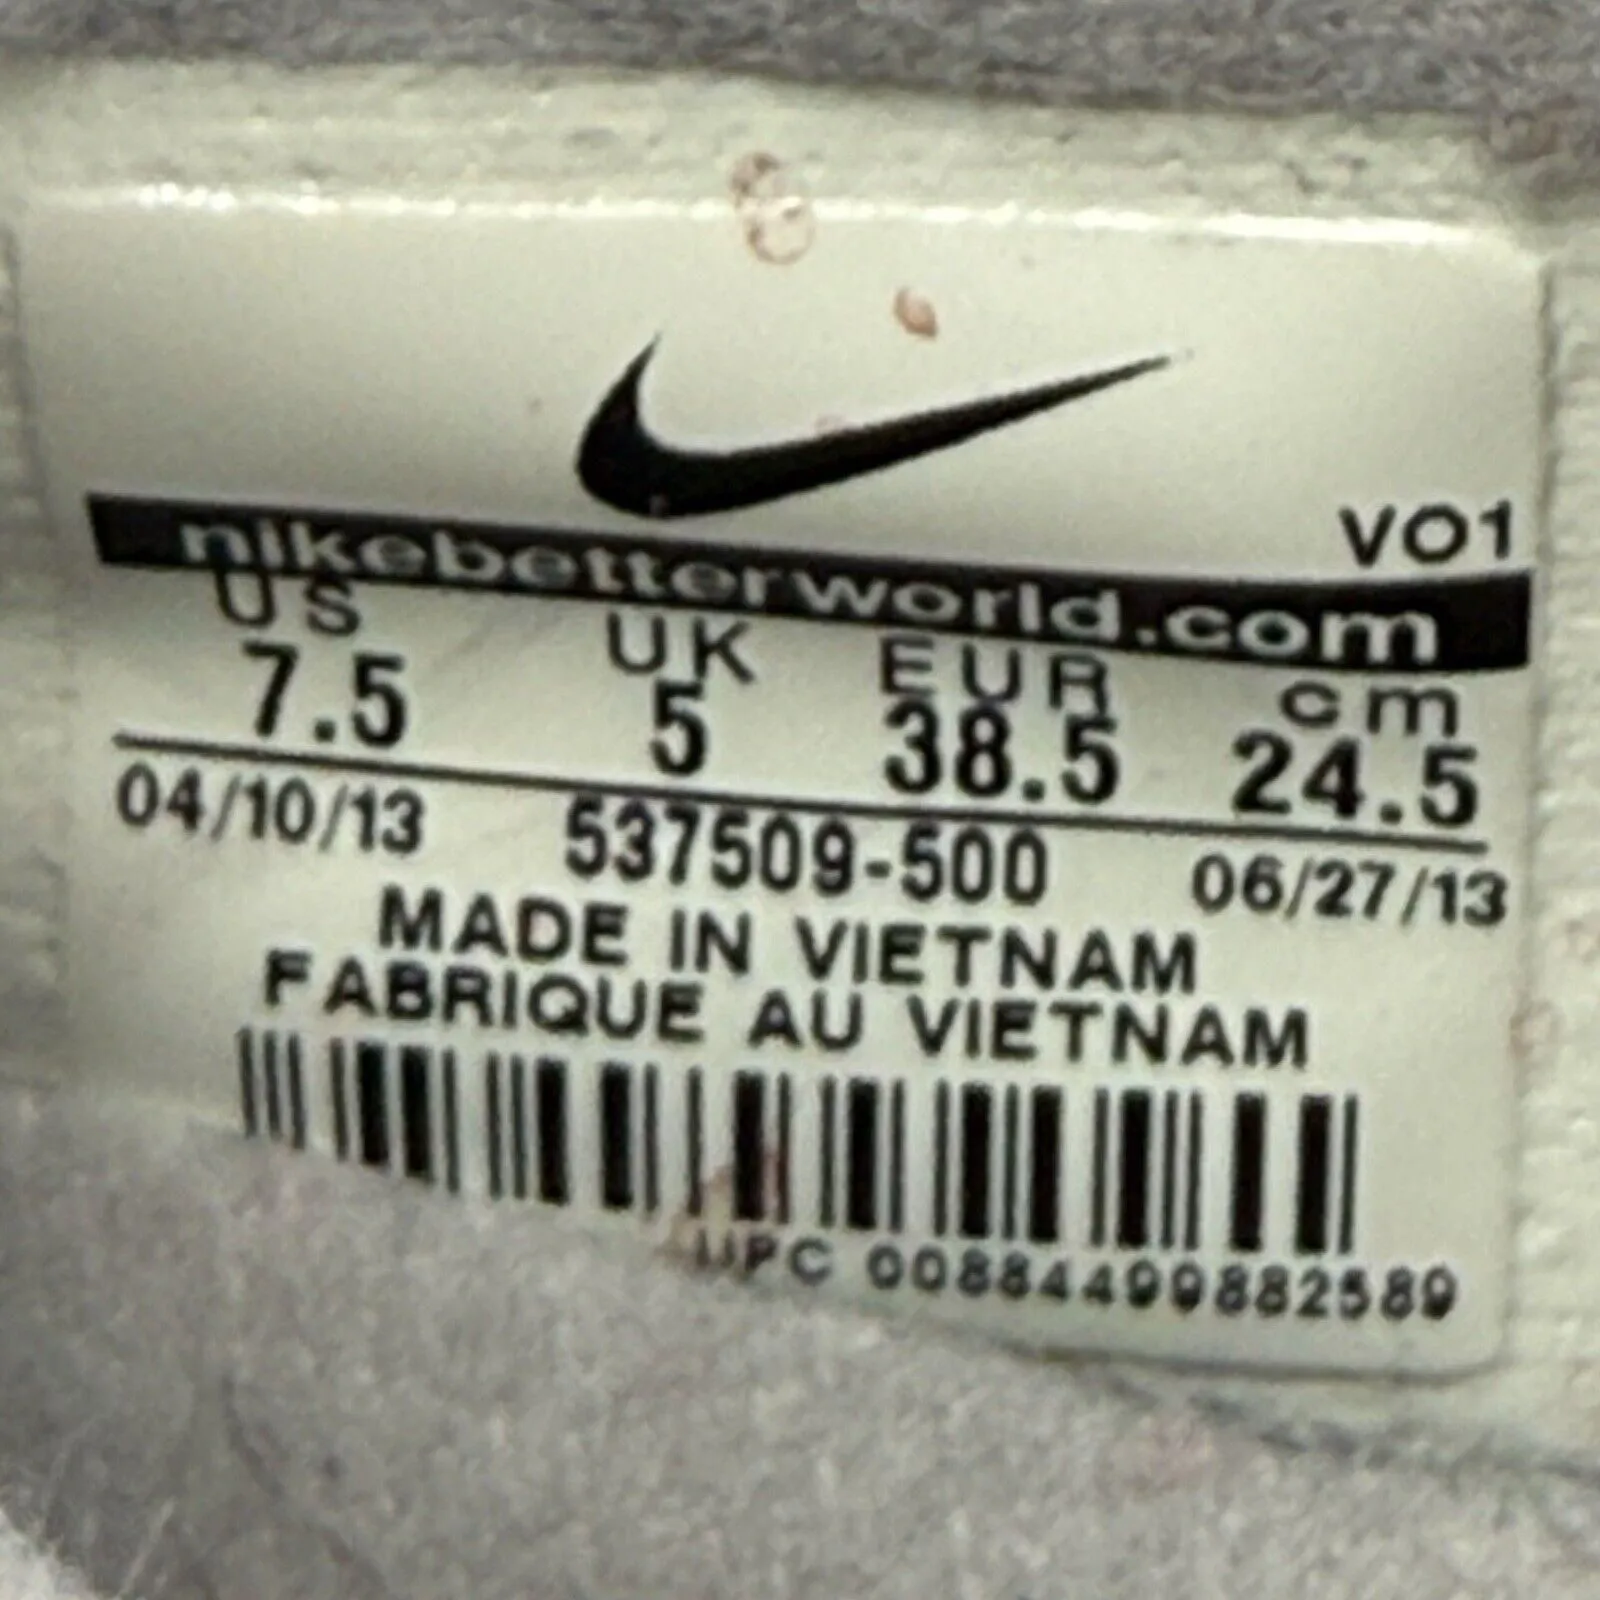 VO1
nikebetterworld.com
US UK EUR cm
7.5 5 38.5 24.5
04/10/13 537509-500 06/27/13
MADE IN VIETNAM
FABRIQUE AU VIETNAM
UPC 00884499882589